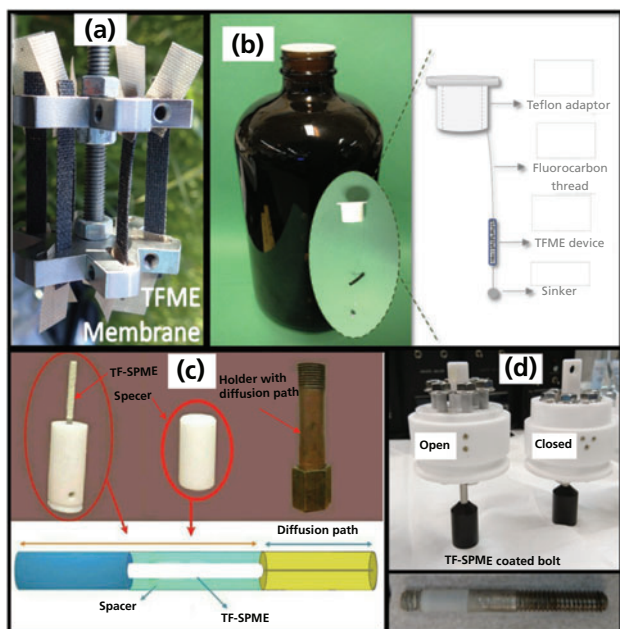 (a)
TFME
Membrane
(b)
Teflon adaptor
Fluorocarbon
thread
TFME device
Sinker
(c)
TF-SPME
Specer
Holder with
diffusion path
Diffusion path
Spacer
TF-SPME
(d)
Open
Closed
TF-SPME coated bolt